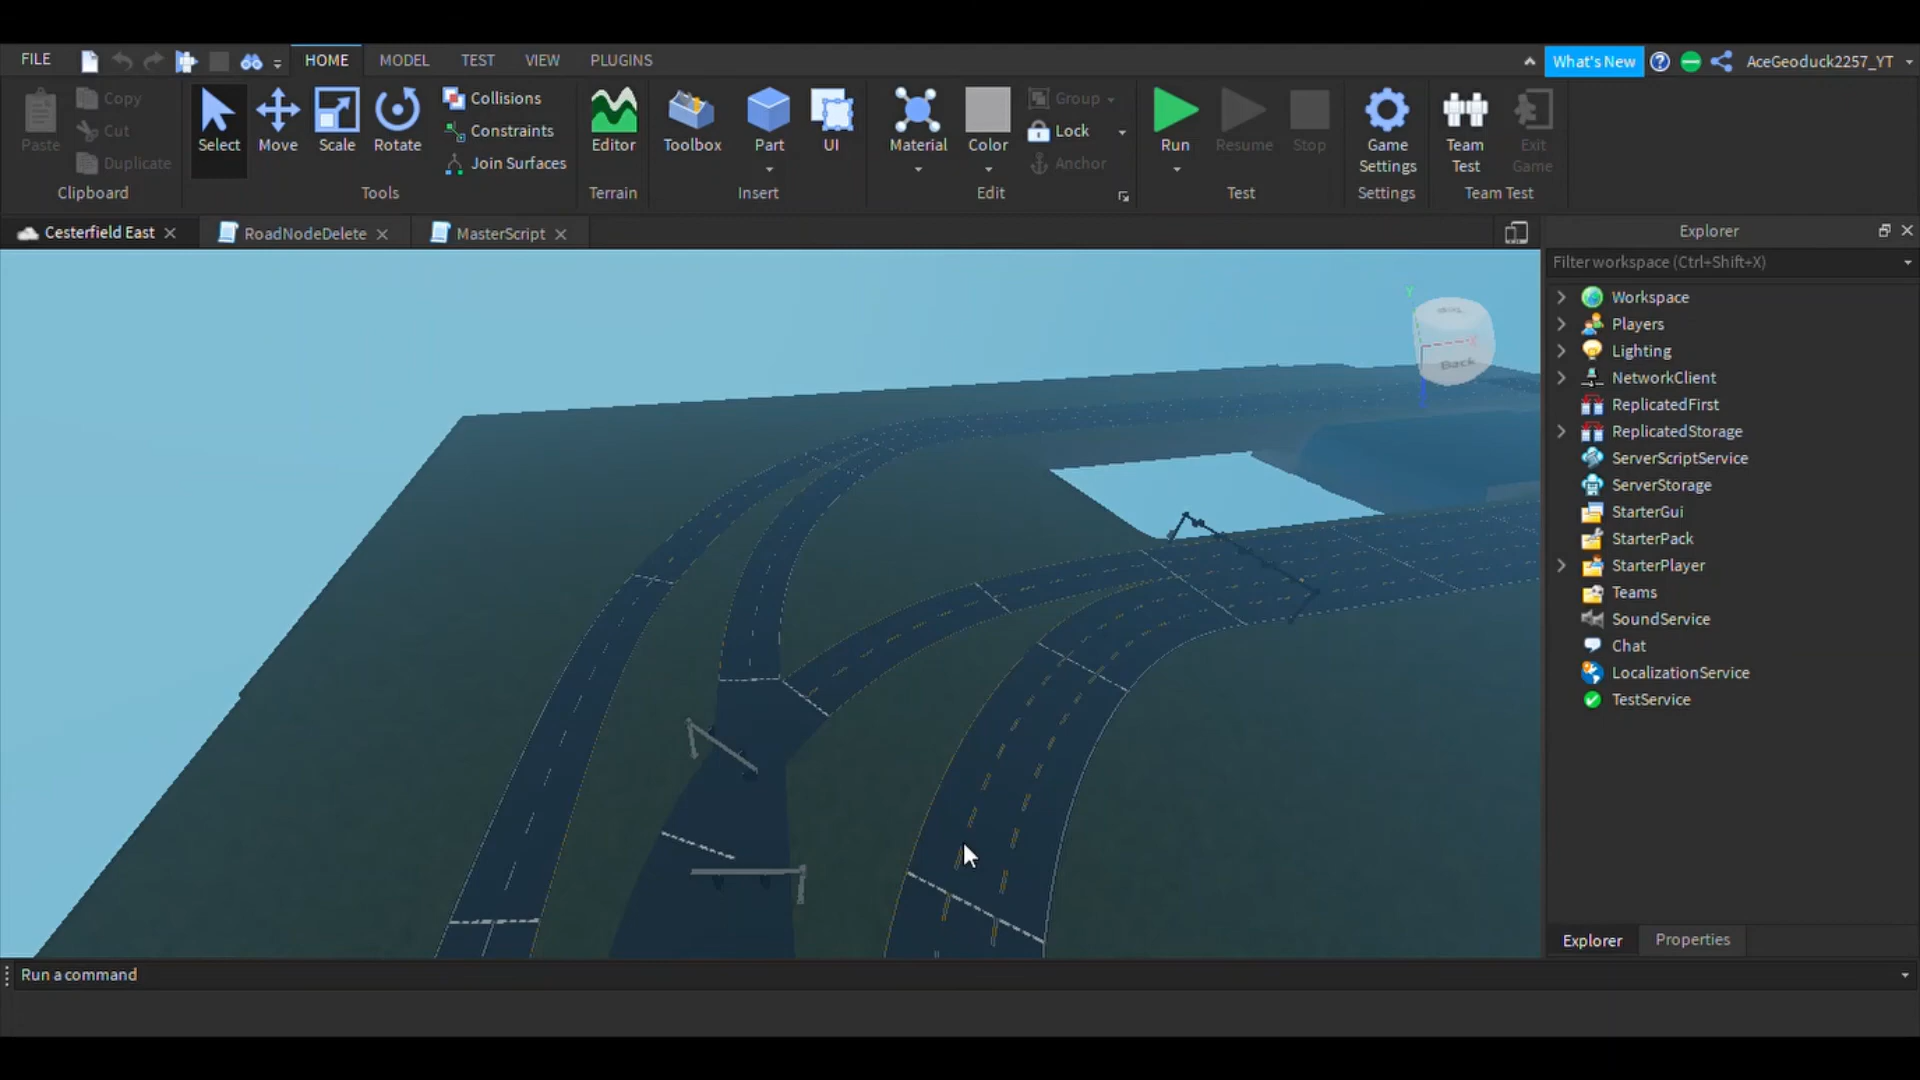 FILE HOME MODEL TEST VIEW PLUGINS What's New AceGeoduck2257_YT
Paste Copy Cut Duplicate
Clipboard
Select Move Scale Rotate Collisions Constraints Join Surfaces
Tools
Editor
Terrain
Toolbox Part UI
Insert
Material Color Group Lock Anchor
Edit
Run Resume Stop
Test
Game Settings
Settings
Team Test Exit Game
Team Test
Cesterfield East RoadNodeDelete MasterScript
Explorer
Filter workspace (Ctrl+Shift+X)
Workspace
Players
Lighting
NetworkClient
ReplicatedFirst
ReplicatedStorage
ServerScriptService
ServerStorage
StarterGui
StarterPack
StarterPlayer
Teams
SoundService
Chat
LocalizationService
TestService
Y
X
Back
Explorer Properties
Run a command